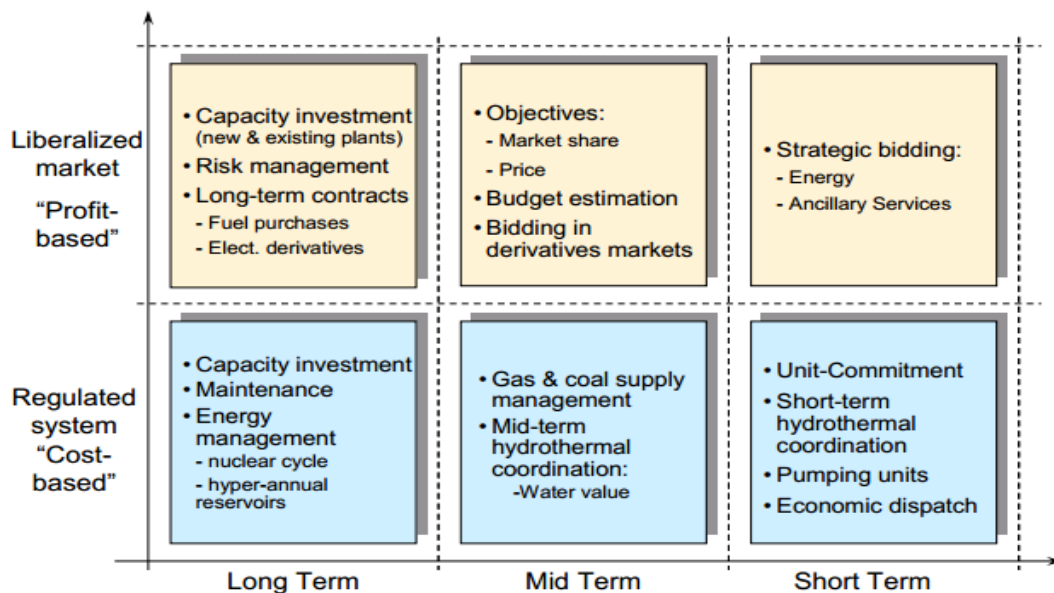 Liberalized
market
“Profit-
based”
• Capacity investment
(new & existing plants)
• Risk management
• Long-term contracts
- Fuel purchases
- Elect. derivatives
• Objectives:
- Market share
- Price
• Budget estimation
• Bidding in
derivatives markets
• Strategic bidding:
- Energy
- Ancillary Services
Regulated
system
“Cost-
based”
• Capacity investment
• Maintenance
• Energy
management
- nuclear cycle
- hyper-annual
reservoirs
• Gas & coal supply
management
• Mid-term
hydrothermal
coordination:
-Water value
• Unit-Commitment
• Short-term
hydrothermal
coordination
• Pumping units
• Economic dispatch
Long Term
Mid Term
Short Term